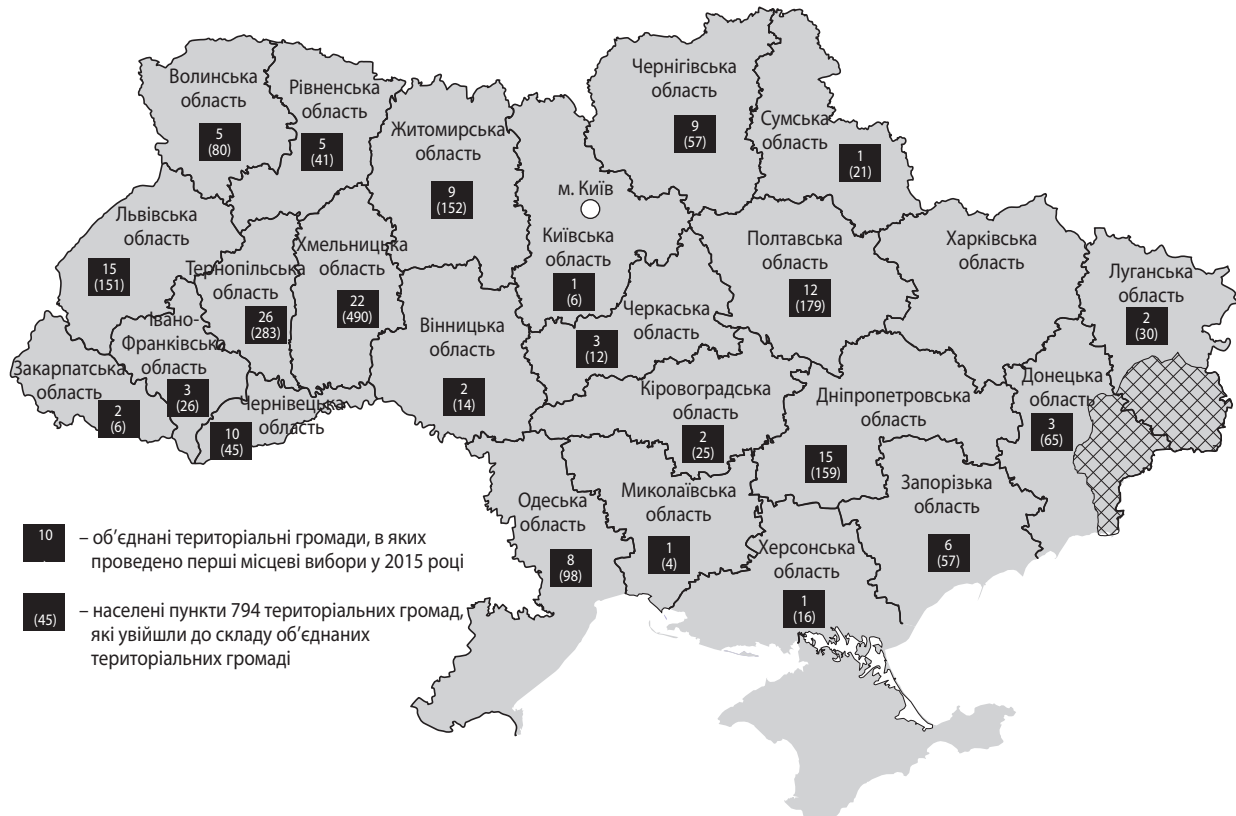 Волинська
область
5
(80)
Рівненська
область
5
(41)
Житомирська
область
9
(152)
Чернігівська
область
9
(57)
Сумська
область
1
(21)
м. Київ
Київська
область
1
(6)
Львівська
область
15
(151)
Тернопільська
область
26
(283)
Хмельницька
область
22
(490)
Полтавська
область
12
(179)
Харківська
область
Луганська
область
2
(30)
Черкаська
область
3
(12)
Вінницька
область
2
(14)
Івано-
Франківська
область
3
(26)
Закарпатська
область
2
(6)
Чернівецька
область
10
(45)
Кіровоградська
область
2
(25)
Дніпропетровська
область
15
(159)
Донецька
область
3
(65)
Запорізька
область
6
(57)
Одеська
область
8
(98)
Миколаївська
область
1
(4)
Херсонська
область
1
(16)
10 – об’єднані територіальні громади, в яких
проведено перші місцеві вибори у 2015 році
(45) – населені пункти 794 територіальних громад,
які увійшли до складу об’єднаних
територіальних громаді